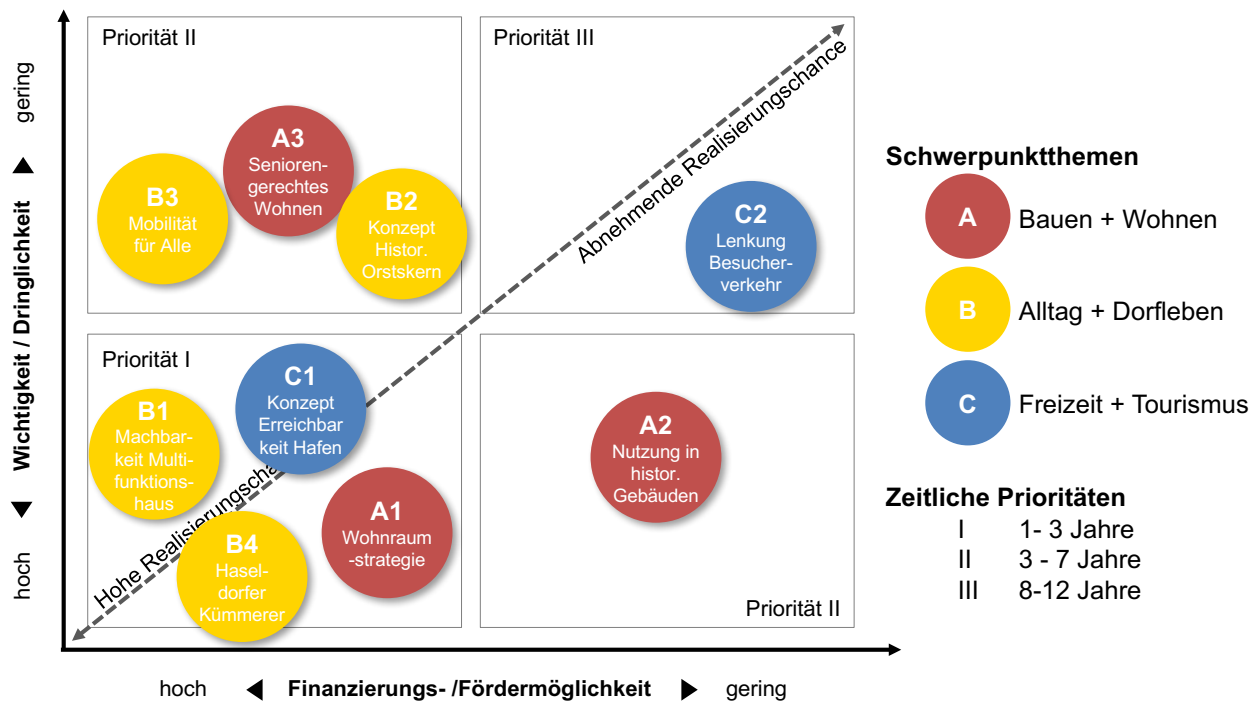 Priorität II
Priorität III
gering
Wichtigkeit / Dringlichkeit
hoch
Abnehmende Realisierungschance
A3
Senioren-
gerechtes
Wohnen
B3
Mobilität
für Alle
B2
Konzept
Histor.
Orstskern
C2
Lenkung
Besucher-
verkehr
Priorität I
C1
Konzept
Erreichbar
keit Hafen
B1
Machbar-
keit Multi-
funktions-
haus
A2
Nutzung in
histor.
Gebäuden
A1
Wohnraum
-strategie
B4
Hasel-
dorfer
Kümmerer
Hohe
Priorität II
hoch
Finanzierungs- /Fördermöglichkeit
gering
Schwerpunktthemen
A Bauen + Wohnen
B Alltag + Dorfleben
C Freizeit + Tourismus
Zeitliche Prioritäten
I 1- 3 Jahre
II 3 - 7 Jahre
III 8-12 Jahre